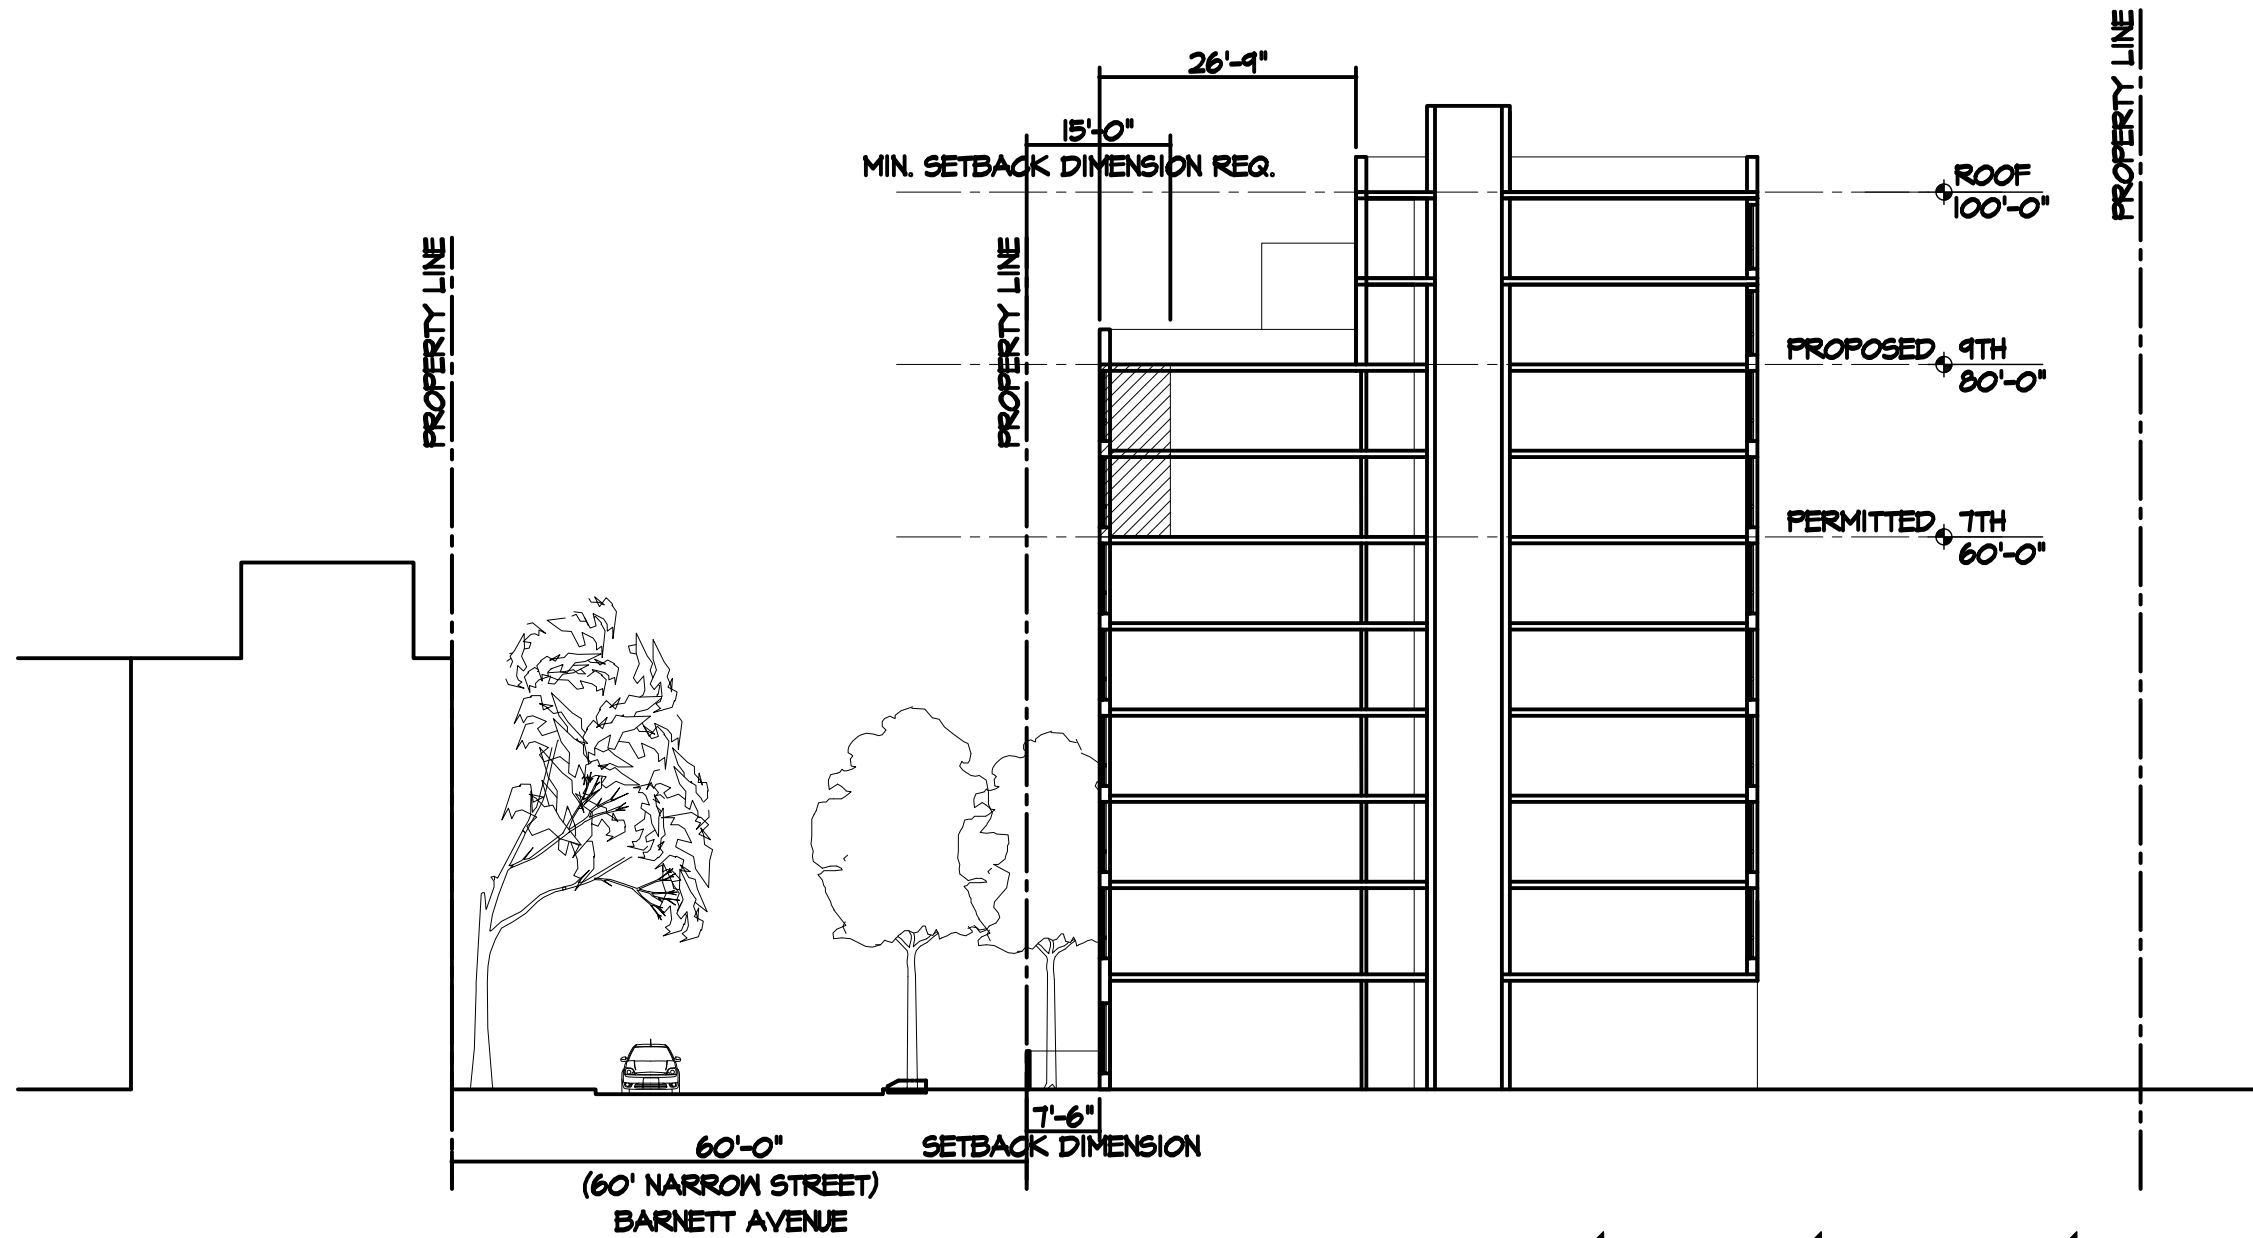 26'-9"
15'-0"
MIN. SETBACK DIMENSION REQ.
PROPERTY LINE
ROOF
100'-0"
PROPERTY LINE
PROPERTY LINE
PROPOSED 9TH
80'-0"
PERMITTED 7TH
60'-0"
7'-6"
SETBACK DIMENSION
60'-0"
(60' NARROW STREET)
BARNETT AVENUE